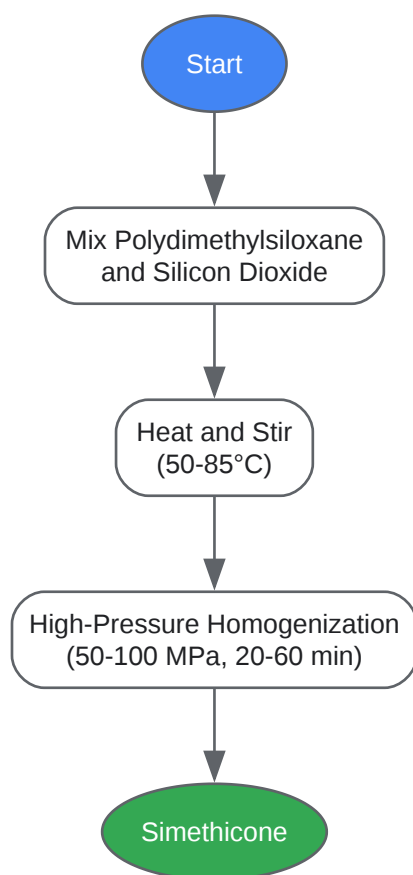 Start
Mix Polydimethylsiloxane
and Silicon Dioxide
Heat and Stir
(50-85°C)
High-Pressure Homogenization
(50-100 MPa, 20-60 min)
Simethicone